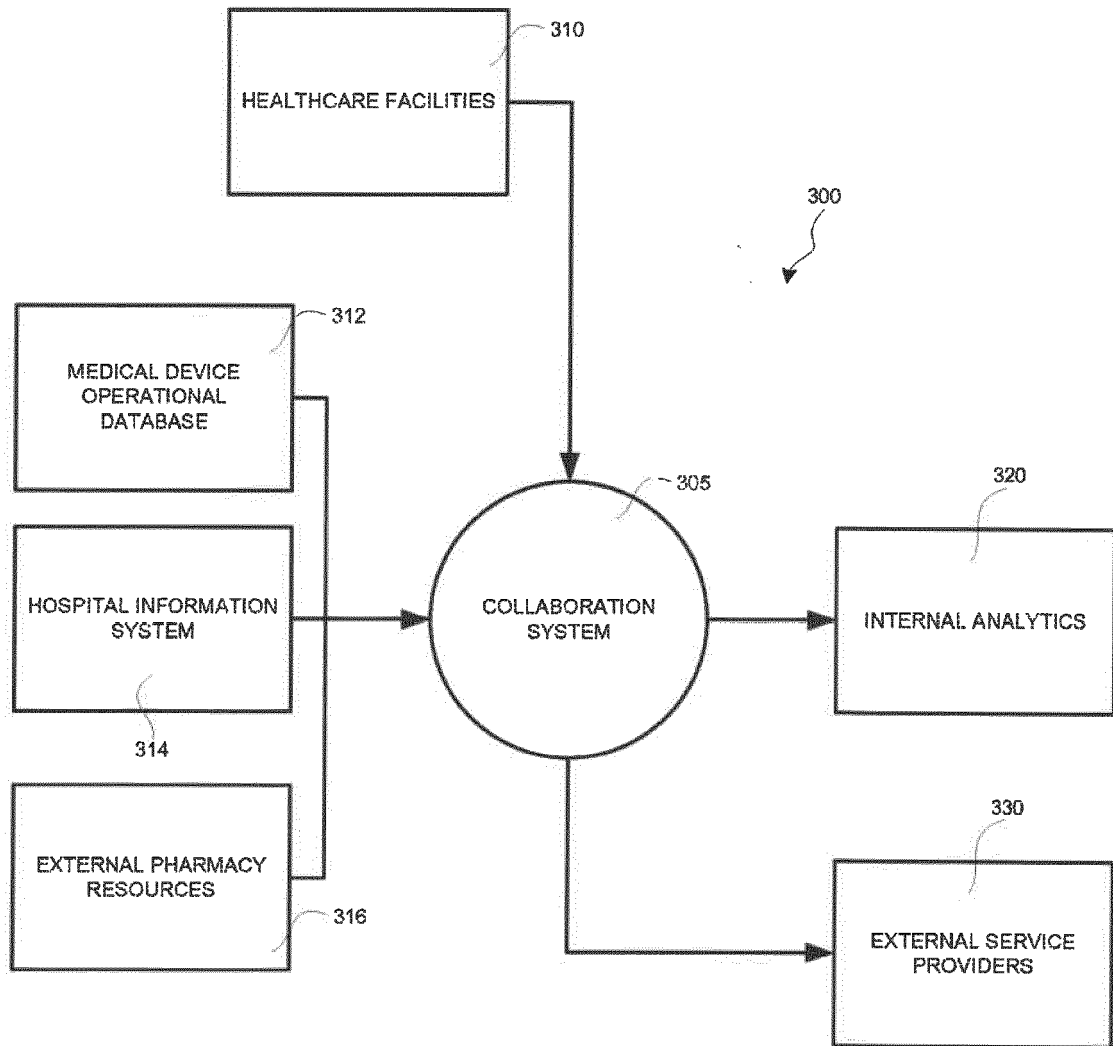 310
HEALTHCARE FACILITIES
300
312
MEDICAL DEVICE
OPERATIONAL
DATABASE
305
320
HOSPITAL INFORMATION
SYSTEM
COLLABORATION
SYSTEM
INTERNAL ANALYTICS
314
330
EXTERNAL PHARMACY
RESOURCES
316
EXTERNAL SERVICE
PROVIDERS